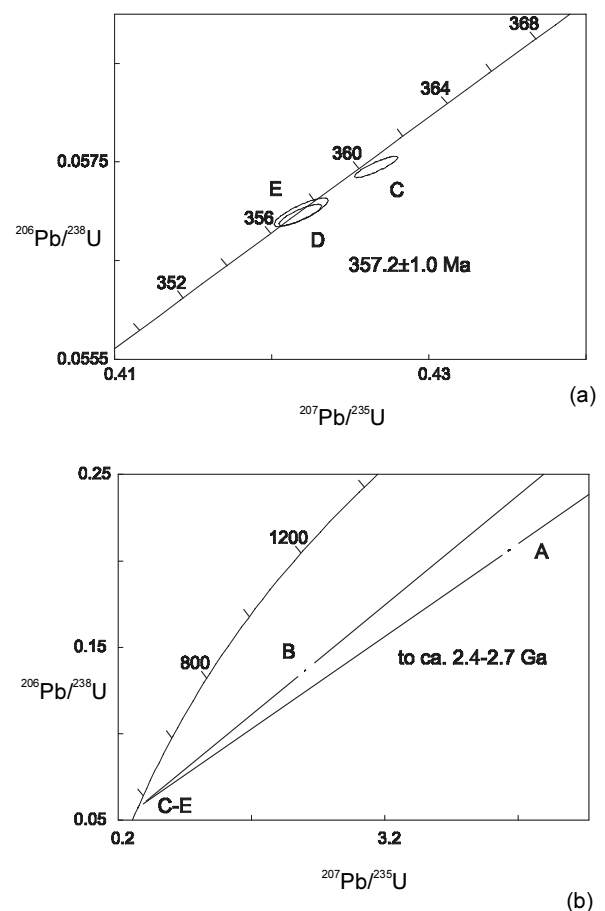 368
364
360
0.0575
C
E
356
D
²⁰⁶Pb/²³⁸U
357.2±1.0 Ma
352
0.0555
0.41
0.43
(a)
²⁰⁷Pb/²³⁵U
0.25
1200
A
0.15
B
800
to ca. 2.4-2.7 Ga
²⁰⁶Pb/²³⁸U
C-E
0.05
0.2
3.2
²⁰⁷Pb/²³⁵U
(b)